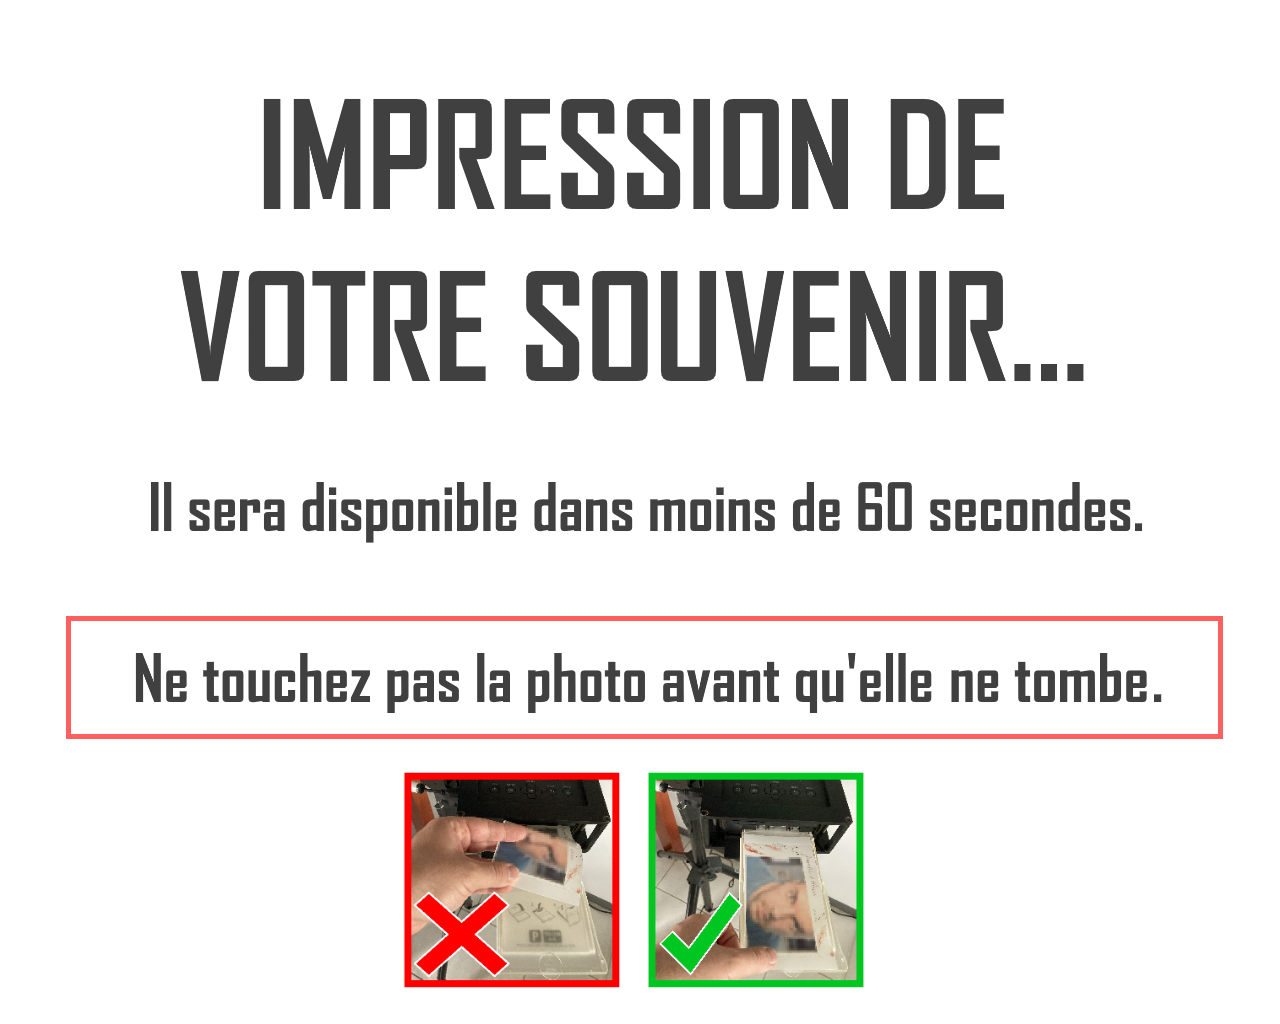 IMPRESSION DE
VOTRE SOUVENIR...
Il sera disponible dans moins de 60 secondes.
Ne touchez pas la photo avant qu'elle ne tombe.
P